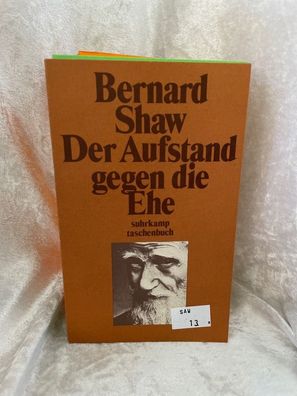 Bernard
Shaw
Der Aufstand
gegen die
Ehe
suhrkamp
taschenbuch
SAW
13